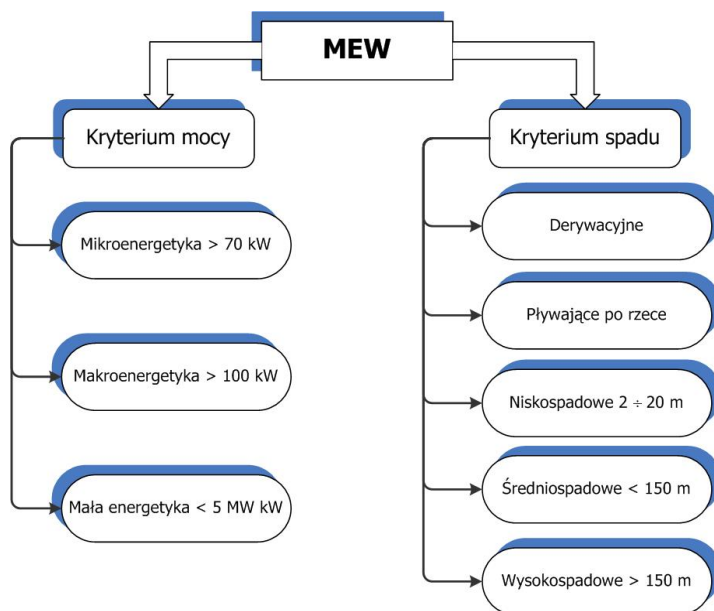 MEW
Kryterium mocy
Mikroenergetyka > 70 kW
Makroenergetyka > 100 kW
Mała energetyka < 5 MW kW
Kryterium spadu
Derywacyjne
Pływające po rzece
Niskospadowe 2 ÷ 20 m
Średniospadowe < 150 m
Wysokospadowe > 150 m